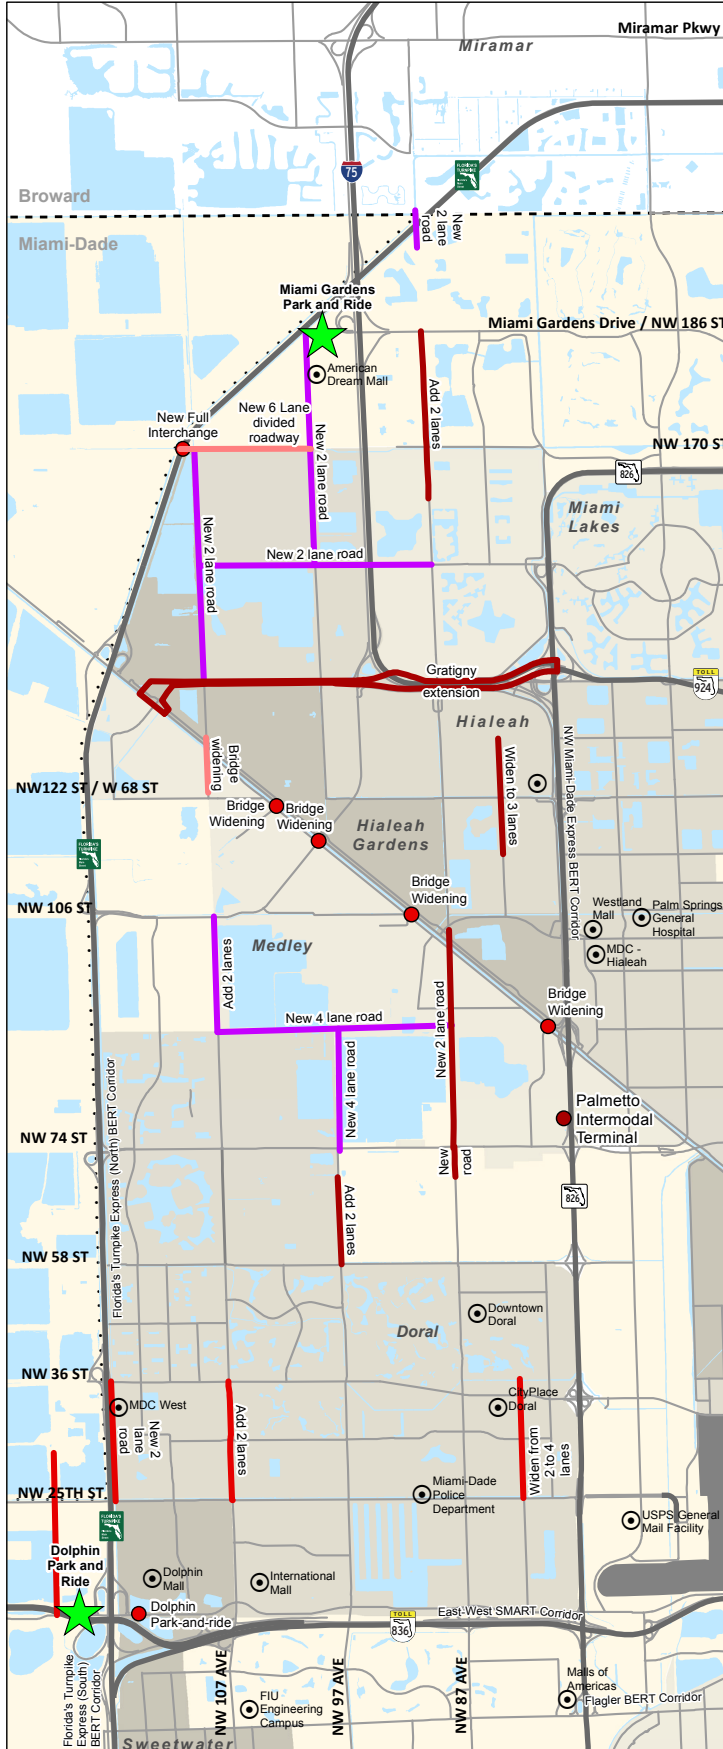 Miramar Pkwy
Miramar
75
Broward
Miami-Dade
New
2 lane
road
Miami Gardens
Park and Ride
Miami Gardens Drive / NW 186 ST
American
Dream Mall
Add 2 lanes
New Full
Interchange
New 6 Lane
divided
roadway
New 2 lane road
NW 170 ST
826
Miami
Lakes
New 2 lane road
New 2 lane road
Gratigny
extension
TOLL
924
Hialeah
Bridge
widening
NW122 ST / W 68 ST
Bridge
Widening
Bridge
Widening
Widen to 3 lanes
NW Miami-Dade Express BERT Corridor
Hialeah
Gardens
FLORIDA'S
TURNPIKE
Bridge
Widening
Westland
Mall
Palm Springs
General
Hospital
NW 106 ST
MDC -
Hialeah
Medley
Add 2 lanes
New 4 lane road
New 2 lane road
Bridge
Widening
New 4 lane road
Palmetto
Intermodal
Terminal
NW 74 ST
New
road
826
Add 2 lanes
Florida's Turnpike Express (North) BERT Corridor
NW 58 ST
Downtown
Doral
Doral
NW 36 ST
MDC West
CityPlace
Doral
New 2
lane
road
Add 2 lanes
Widen from
2 to 4
lanes
NW 25TH ST
Miami-Dade
Police
Department
USPS General
Mail Facility
Dolphin
Park and
Ride
Dolphin
Mall
International
Mall
Dolphin
Park-and-ride
TOLL
836
East-West SMART Corridor
Florida's Turnpike
Express (South)
BERT Corridor
NW 107 AVE
NW 97 AVE
NW 87 AVE
FIU
Engineering
Campus
Malls of
Americas
Flagler BERT Corridor
Sweetwater